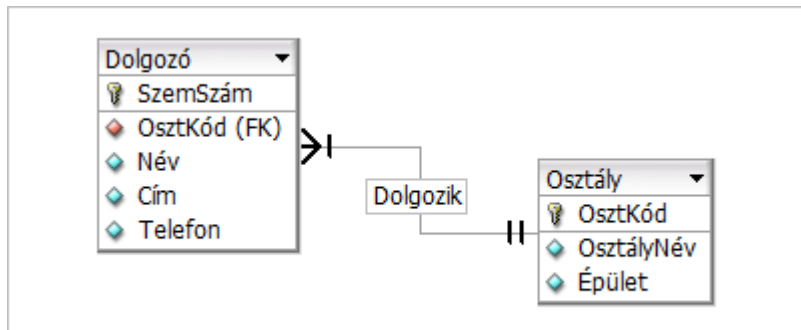 Dolgozó
SzemSzám
OsztKód (FK)
Név
Cím
Telefon
Dolgozik
Osztály
OsztKód
OsztályNév
Épület